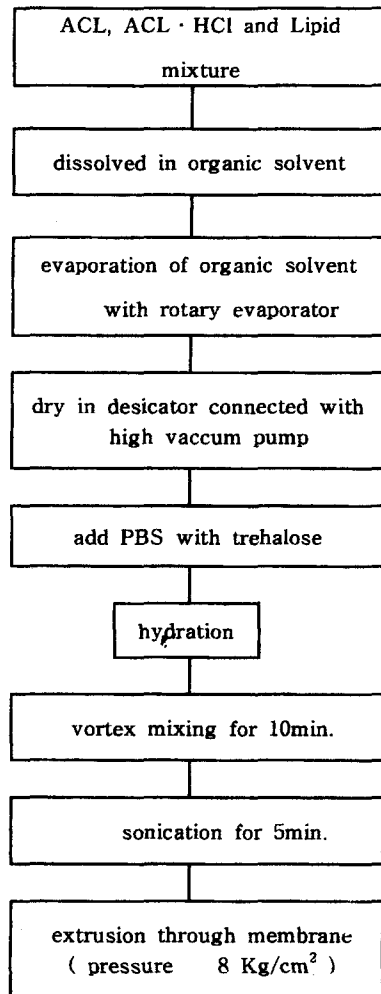 ACL, ACL · HCl and Lipid
mixture
dissolved in organic solvent
evaporation of organic solvent
with rotary evaporator
dry in desicator connected with
high vaccum pump
add PBS with trehalose
hydration
vortex mixing for 10min.
sonication for 5min.
extrusion through membrane
( pressure 8 Kg/cm² )